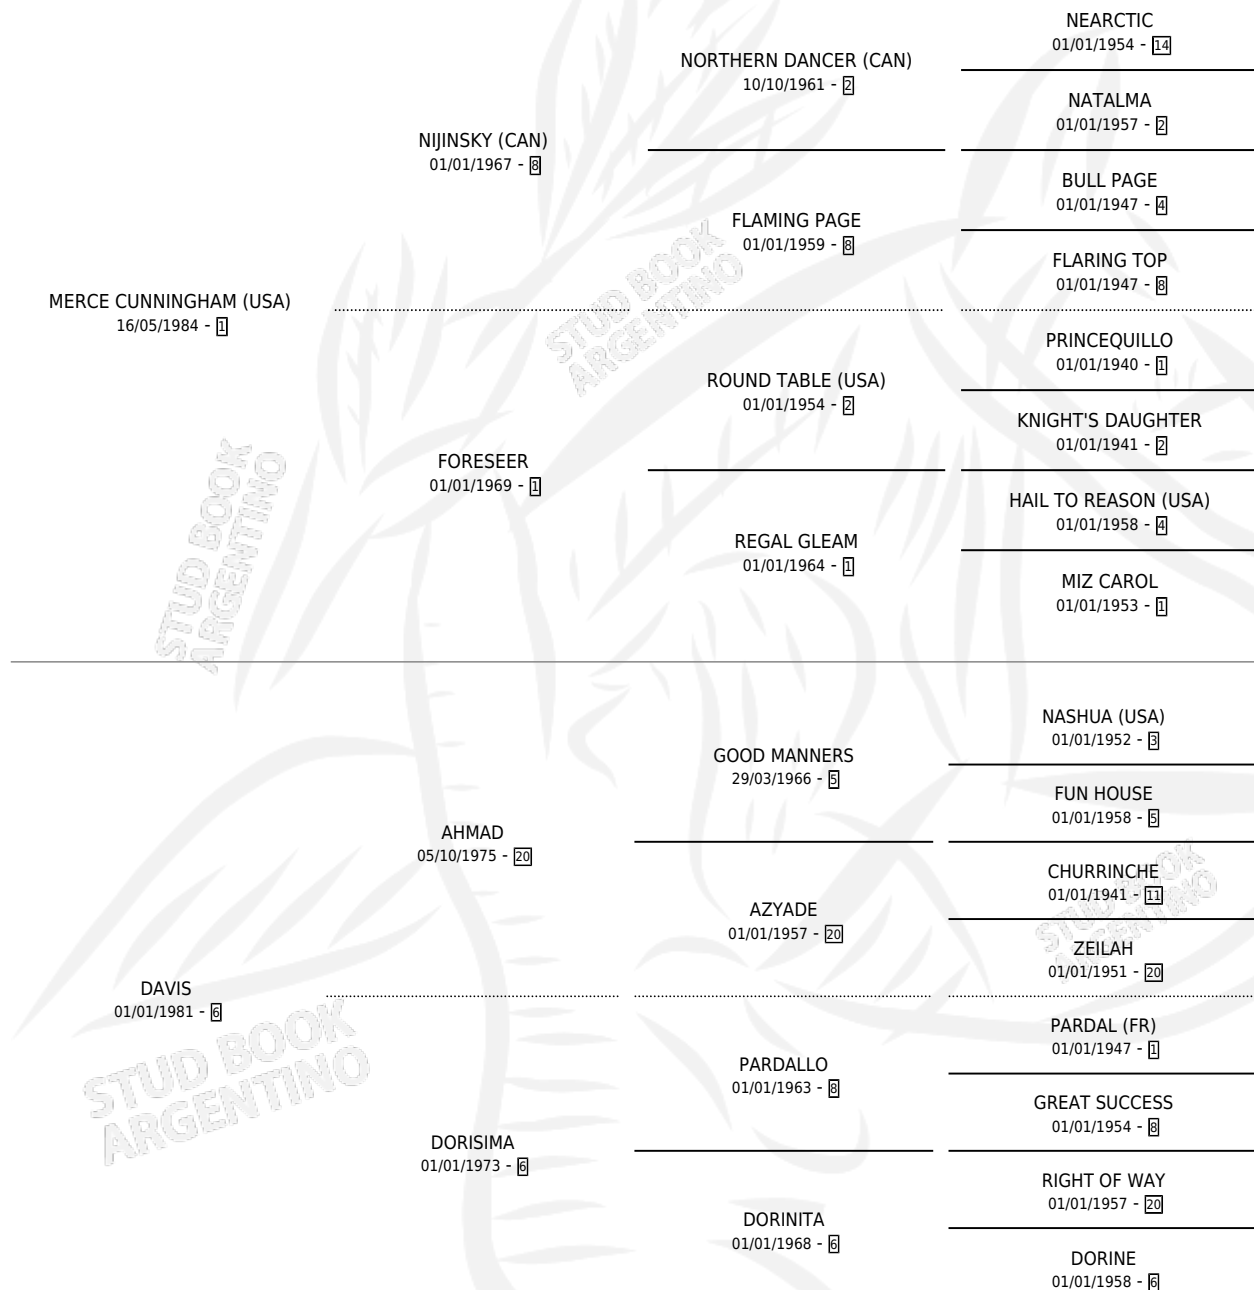 NEARCTIC
01/01/1954 - 14
NORTHERN DANCER (CAN)
10/10/1961 - 2
NATALMA
01/01/1957 - 2
NIJINSKY (CAN)
01/01/1967 - 8
BULL PAGE
01/01/1947 - 4
FLAMING PAGE
01/01/1959 - 8
FLARING TOP
01/01/1947 - 8
MERCE CUNNINGHAM (USA)
16/05/1984 - 1
PRINCEQUILLO
01/01/1940 - 1
ROUND TABLE (USA)
01/01/1954 - 2
KNIGHT'S DAUGHTER
01/01/1941 - 2
FORESEER
01/01/1969 - 1
HAIL TO REASON (USA)
01/01/1958 - 4
REGAL GLEAM
01/01/1964 - 1
MIZ CAROL
01/01/1953 - 1
NASHUA (USA)
01/01/1952 - 3
GOOD MANNERS
29/03/1966 - 5
FUN HOUSE
01/01/1958 - 5
AHMAD
05/10/1975 - 20
CHURRINCHE
01/01/1941 - 11
AZYADE
01/01/1957 - 20
ZEILAH
01/01/1951 - 20
DAVIS
01/01/1981 - 6
PARDAL (FR)
01/01/1947 - 1
PARDALLO
01/01/1963 - 8
GREAT SUCCESS
01/01/1954 - 8
DORISIMA
01/01/1973 - 6
RIGHT OF WAY
01/01/1957 - 20
DORINITA
01/01/1968 - 6
DORINE
01/01/1958 - 6
STUD BOOK
ARGENTINO
STUD BOOK
ARGENTINO
STUD BOOK
ARGENTINO
STUD BOOK
ARGENTINO